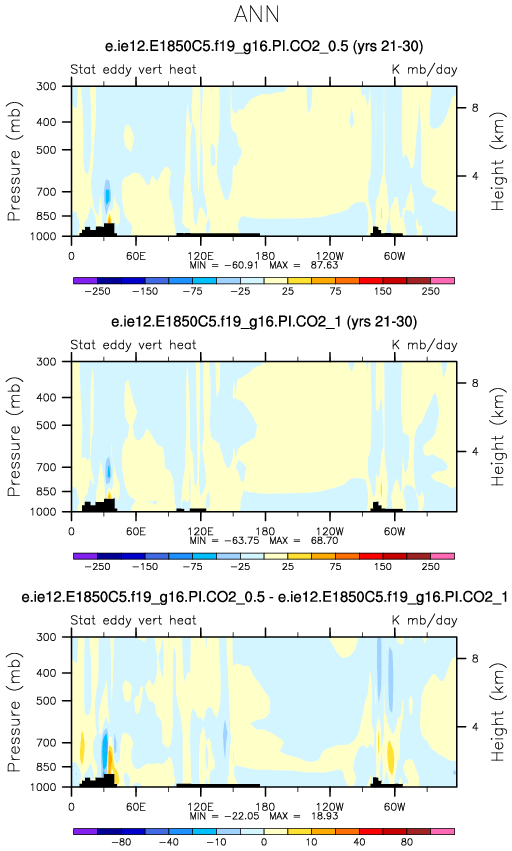 ANN
e.ie12.E1850C5.f19_g16.PI.CO2_0.5 (yrs 21-30)
Stat eddy vert heat K mb/day
300 400 500 700 850 1000
Pressure (mb)
8 4
Height (km)
0 60E 120E 180 120W 60W
MIN = -60.91 MAX = 87.63
-250 -150 -75 -25 25 75 150 250
e.ie12.E1850C5.f19_g16.PI.CO2_1 (yrs 21-30)
Stat eddy vert heat K mb/day
300 400 500 700 850 1000
Pressure (mb)
8 4
Height (km)
0 60E 120E 180 120W 60W
MIN = -63.75 MAX = 68.70
-250 -150 -75 -25 25 75 150 250
e.ie12.E1850C5.f19_g16.PI.CO2_0.5 - e.ie12.E1850C5.f19_g16.PI.CO2_1
Stat eddy vert heat K mb/day
300 400 500 700 850 1000
Pressure (mb)
8 4
Height (km)
0 60E 120E 180 120W 60W
MIN = -22.05 MAX = 18.93
-80 -40 -10 0 10 40 80